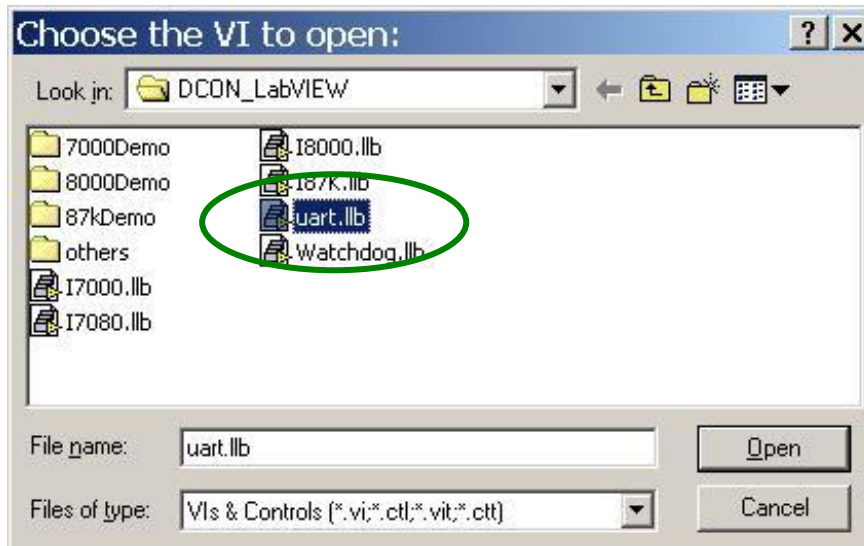 Choose the VI to open:
Look in: DCON_LabVIEW
7000Demo
8000Demo
87kDemo
others
I7000.llb
I7080.llb
I8000.llb
I87K.llb
uart.llb
Watchdog.llb
File name: uart.llb Open
Files of type: VIs & Controls (*.vi;*.ctl;*.vit;*.ctt) Cancel